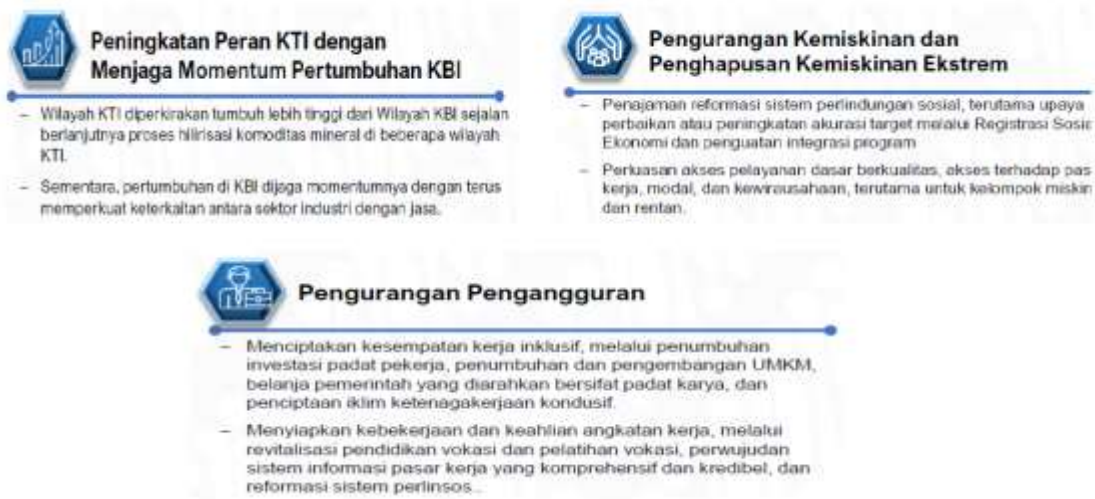 Peningkatan Peran KTI dengan
Menjaga Momentum Pertumbuhan KBI
– Wilayah KTI diperkirakan tumbuh lebih tinggi dari Wilayah KBI sejalan
berlanjutnya proses hilirisasi komoditas mineral di beberapa wilayah
KTI.
– Sementara, pertumbuhan di KBI dijaga momentumnya dengan terus
memperkuat keterkaitan antara sektor industri dengan jasa.
Pengurangan Kemiskinan dan
Penghapusan Kemiskinan Ekstrem
– Penajaman reformasi sistem perlindungan sosial, terutama upaya
perbaikan atau peningkatan akurasi target melalui Registrasi
Ekonomi dan penguatan integrasi program
– Perluasan akses pelayanan dasar berkualitas, akses terhadap pas
kerja, modal, dan kewirausahaan, terutama untuk kelompok miskin
dan rentan.
Pengurangan Pengangguran
– Menciptakan kesempatan kerja inklusif, melalui penumbuhan
investasi padat pekerja, penumbuhan dan pengembangan UMKM,
belanja pemerintah yang diarahkan bersifat padat karya, dan
penciptaan iklim ketenagakerjaan kondusif.
– Menyiapkan kebekerjaan dan keahlian angkatan kerja, melalui
revitalisasi pendidikan vokasi dan pelatihan vokasi, perwujudan
sistem informasi pasar kerja yang komprehensif dan kredibel, dan
reformasi sistem perlinsos..